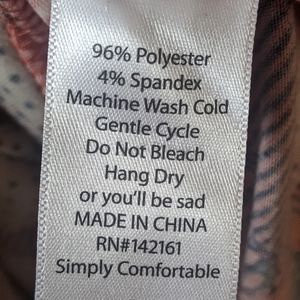 96% Polyester
4% Spandex
Machine Wash Cold
Gentle Cycle
Do Not Bleach
Hang Dry
or you'll be sad
MADE IN CHINA
RN#142161
Simply Comfortable